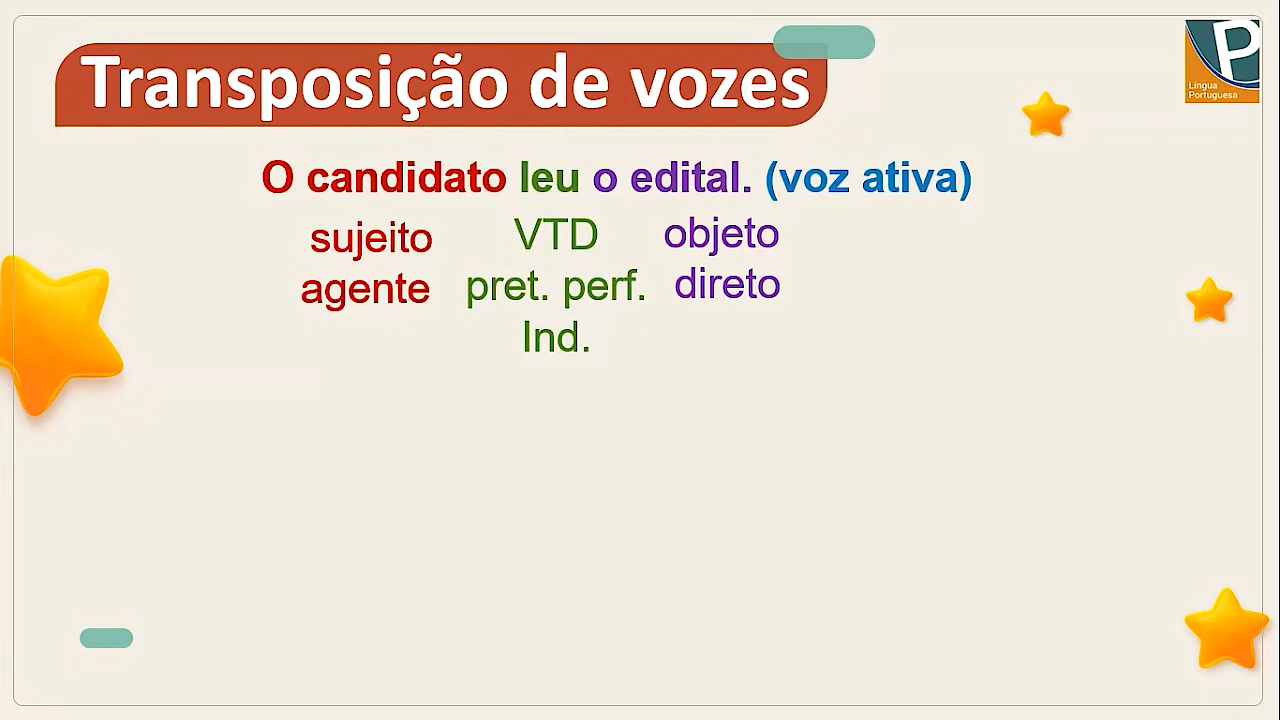 Transposição de vozes
Língua
Portuguesa
O candidato leu o edital. (voz ativa)
sujeito VTD objeto
agente pret. perf. direto
Ind.